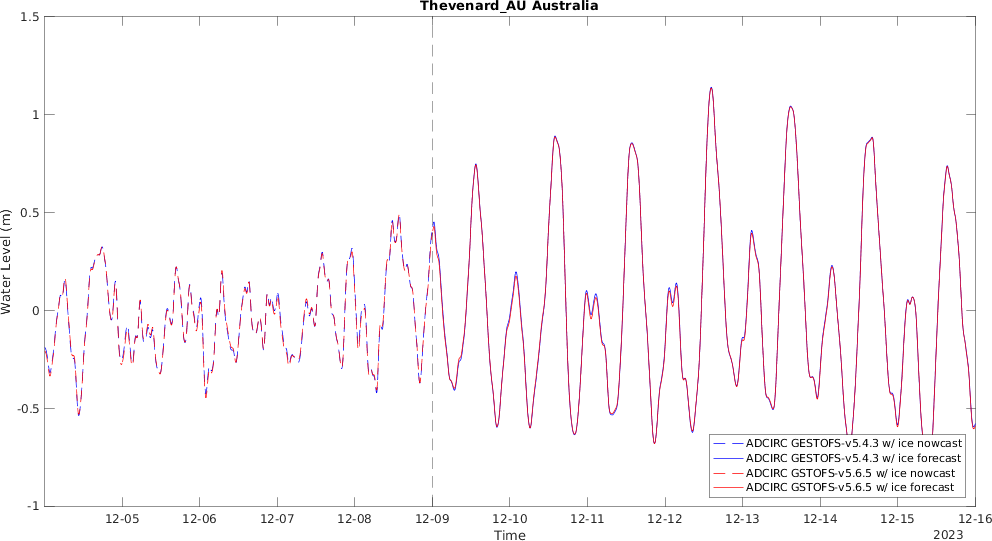 Thevenard_AU Australia
1.5
1
0.5
0
-0.5
-1
Water Level (m)
ADCIRC GESTOFS-v5.4.3 w/ ice nowcast
ADCIRC GESTOFS-v5.4.3 w/ ice forecast
ADCIRC GSTOFS-v5.6.5 w/ ice nowcast
ADCIRC GSTOFS-v5.6.5 w/ ice forecast
12-05 12-06 12-07 12-08 12-09 12-10 12-11 12-12 12-13 12-14 12-15 12-16
Time
2023